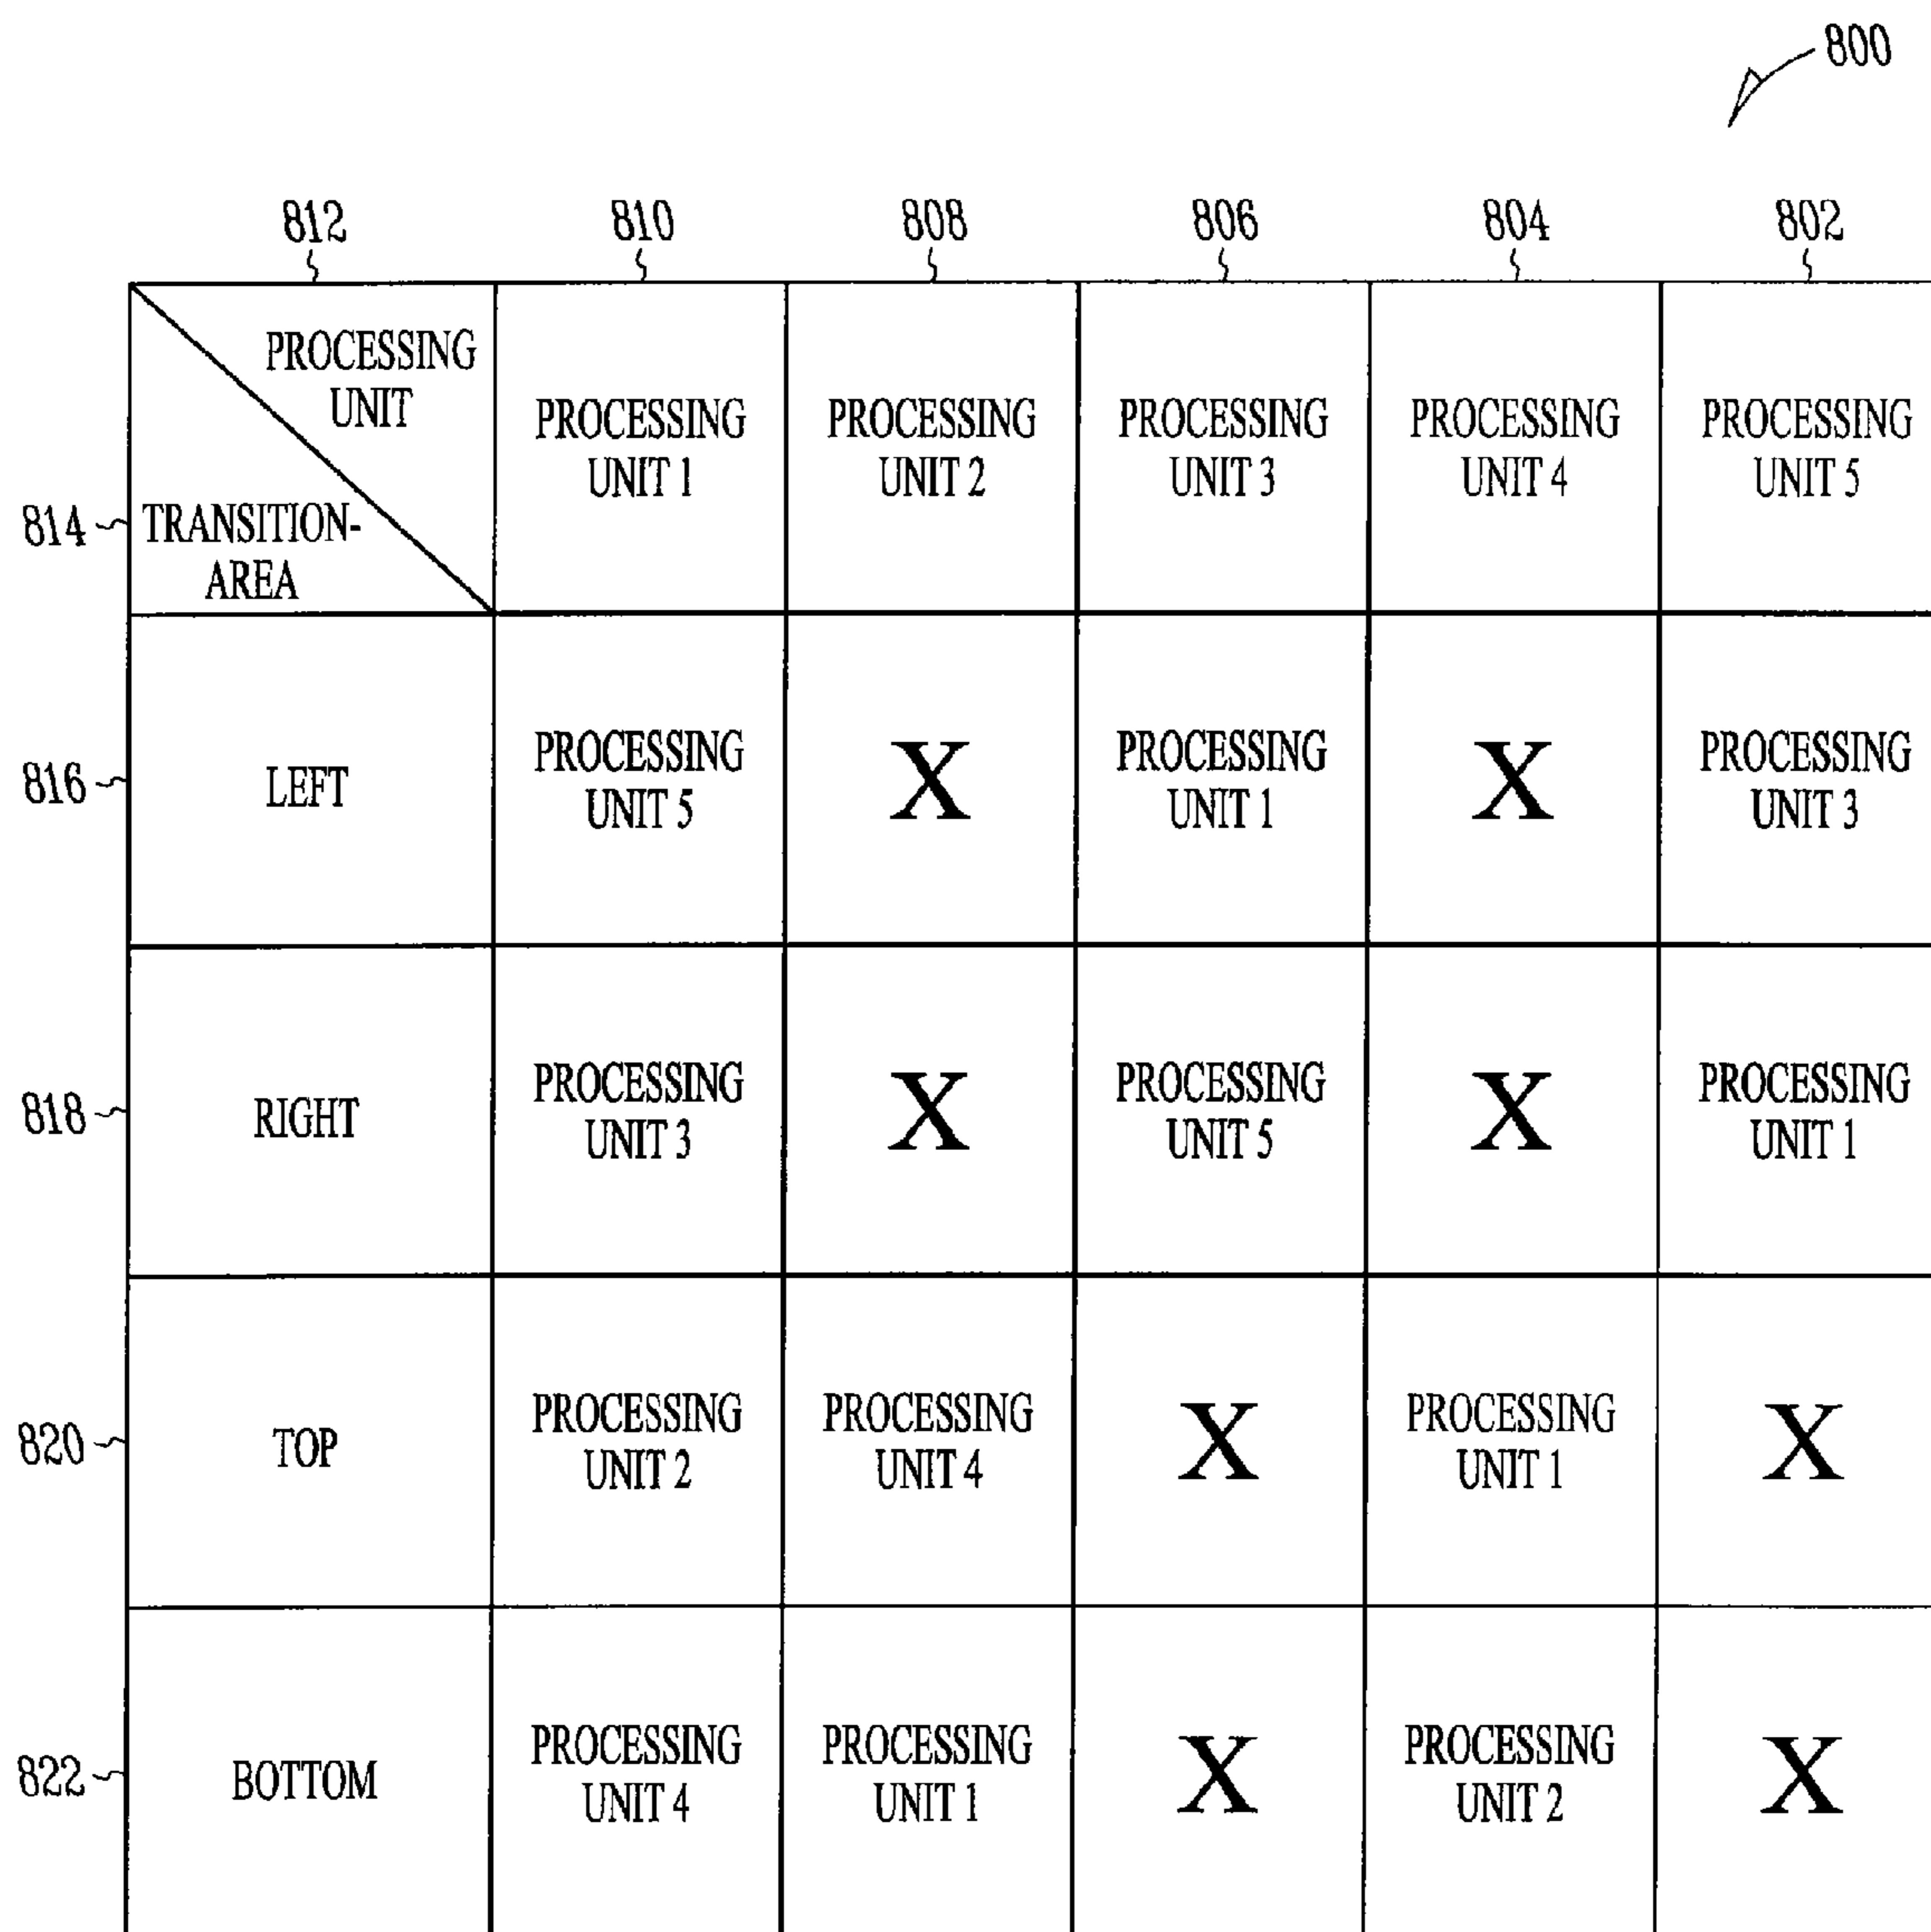 800
812 810 808 806 804 802
PROCESSING
UNIT
TRANSITION-
AREA
PROCESSING
UNIT 1
PROCESSING
UNIT 2
PROCESSING
UNIT 3
PROCESSING
UNIT 4
PROCESSING
UNIT 5
814
816
LEFT
PROCESSING
UNIT 5
X
PROCESSING
UNIT 1
X
PROCESSING
UNIT 3
818
RIGHT
PROCESSING
UNIT 3
X
PROCESSING
UNIT 5
X
PROCESSING
UNIT 1
820
TOP
PROCESSING
UNIT 2
PROCESSING
UNIT 4
X
PROCESSING
UNIT 1
X
822
BOTTOM
PROCESSING
UNIT 4
PROCESSING
UNIT 1
X
PROCESSING
UNIT 2
X